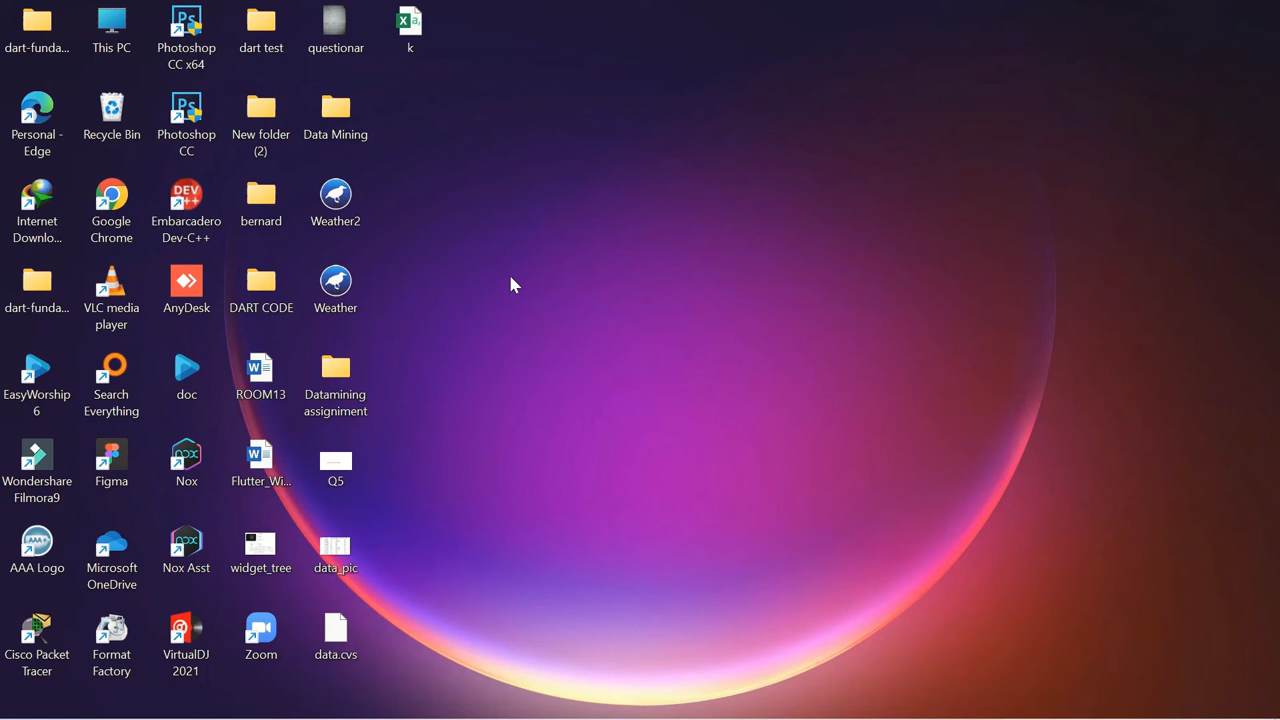 dart-funda...
This PC
Photoshop
CC x64
dart test
questionar
k
Personal -
Edge
Recycle Bin
Photoshop
CC
New folder
(2)
Data Mining
Internet
Downlo...
Google
Chrome
Embarcadero
Dev-C++
bernard
Weather2
dart-funda...
VLC media
player
AnyDesk
DART CODE
Weather
EasyWorship
6
Search
Everything
doc
ROOM13
Datamining
assigniment
Wondershare
Filmora9
Figma
Nox
Flutter_Wi...
Q5
AAA Logo
Microsoft
OneDrive
Nox Asst
widget_tree
data_pic
Cisco Packet
Tracer
Format
Factory
VirtualDJ
2021
Zoom
data.cvs